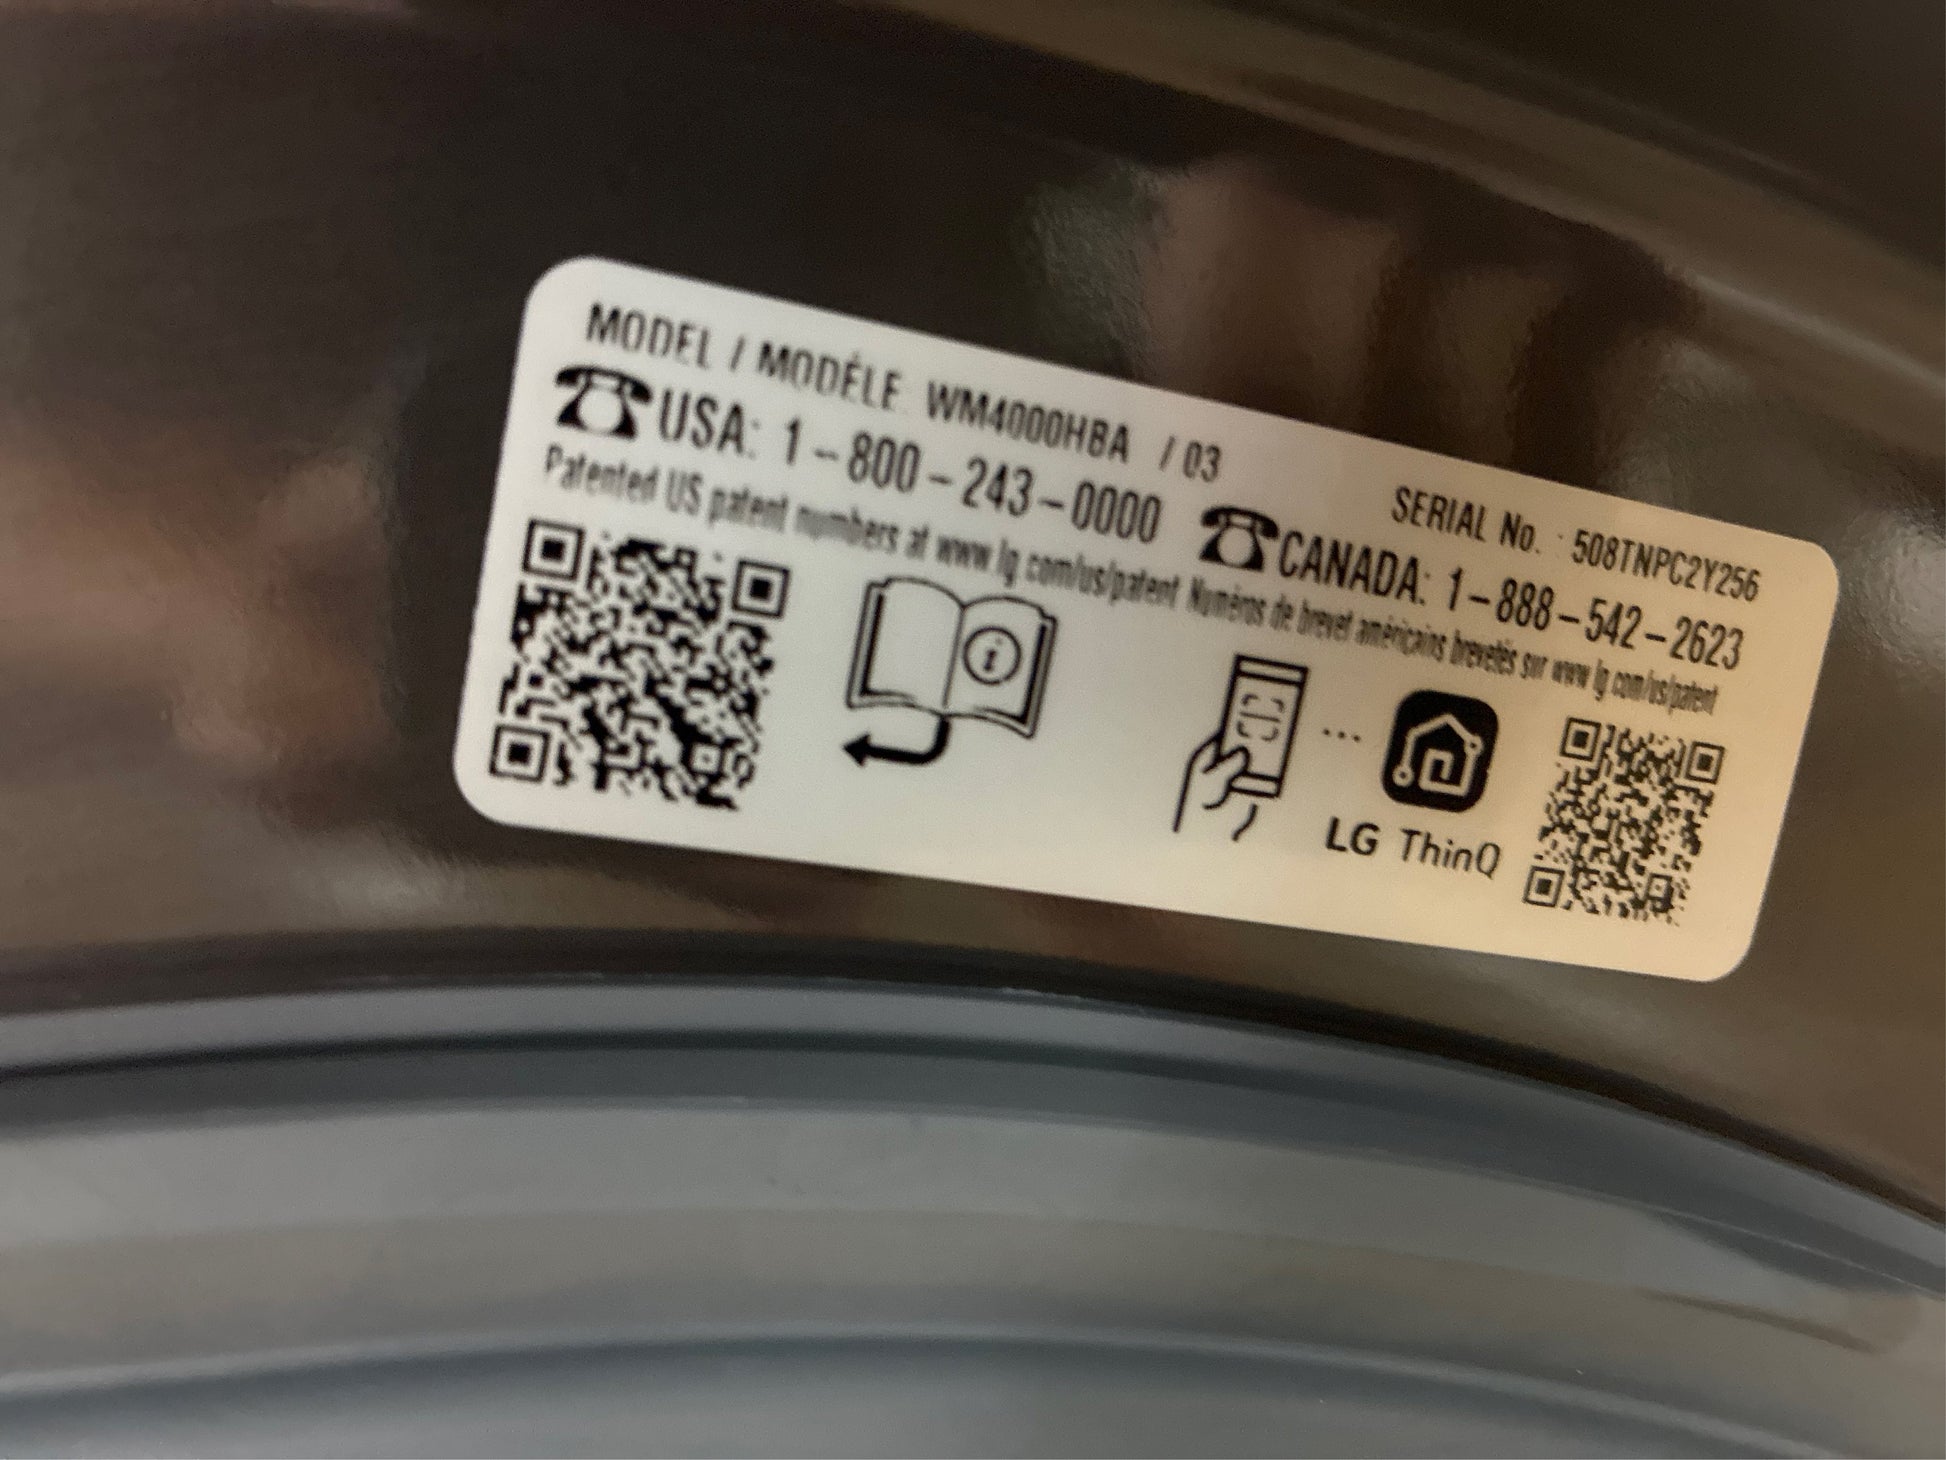 MODEL / MODÈLE WM4000HBA / 03 SERIAL No. : 508TNPC2Y256
USA: 1-800-243-0000 CANADA: 1-888-542-2623
Patented US patent numbers at www.lg.com/us/patent Numéros de brevet américains brevetés sur www.lg.com/us/patent
LG ThinQ